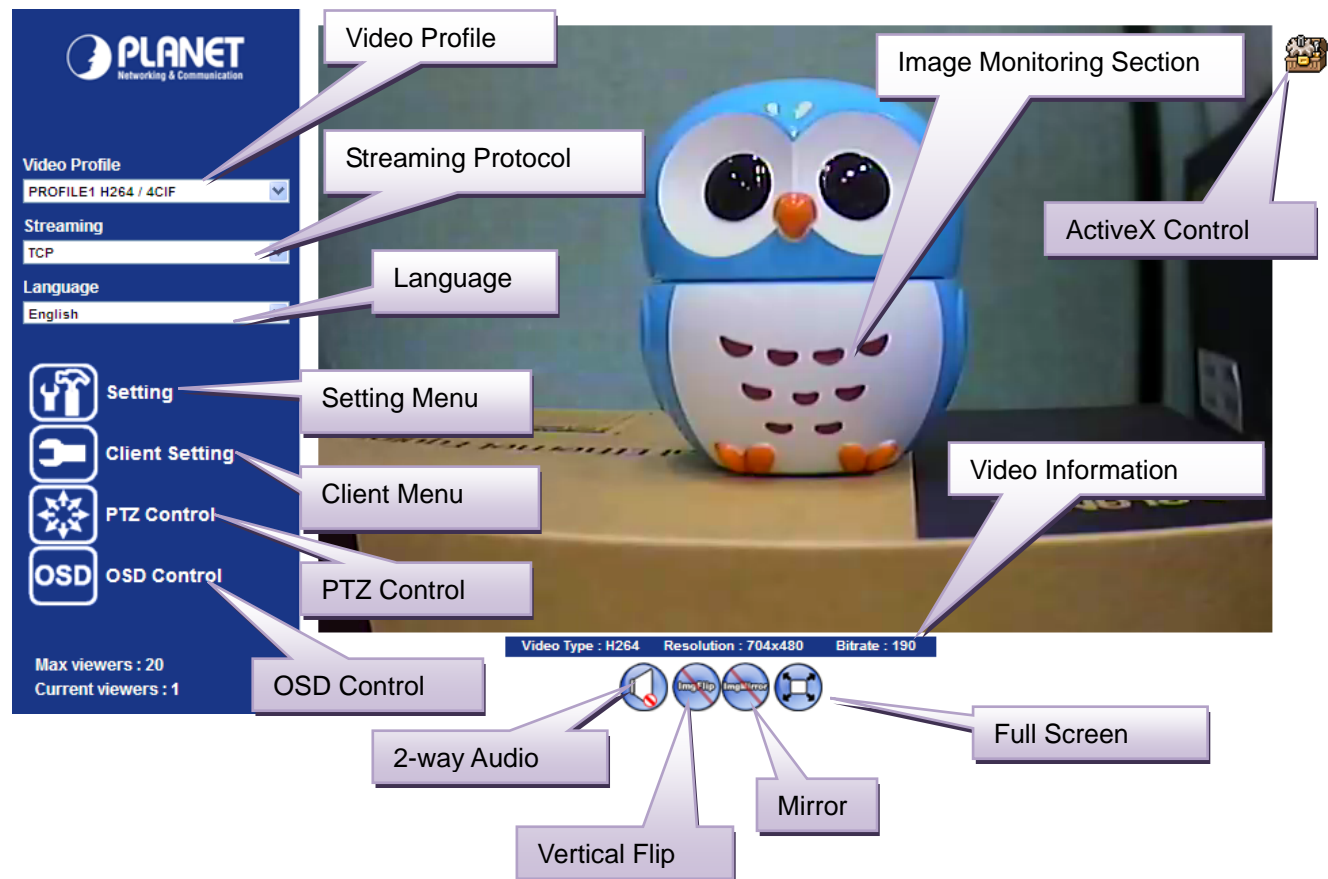 PLANET
Networking & Communication
Video Profile
PROFILE1 H264 / 4CIF
Streaming
TCP
Language
English
Setting
Client Setting
PTZ Control
OSD
OSD Control
Max viewers : 20
Current viewers : 1
Video Profile
Streaming Protocol
Language
Setting Menu
Client Menu
PTZ Control
OSD Control
Image Monitoring Section
ActiveX Control
Video Information
Video Type : H264 Resolution : 704x480 Bitrate : 190
ImgFlip
ImgMirror
2-way Audio
Vertical Flip
Mirror
Full Screen